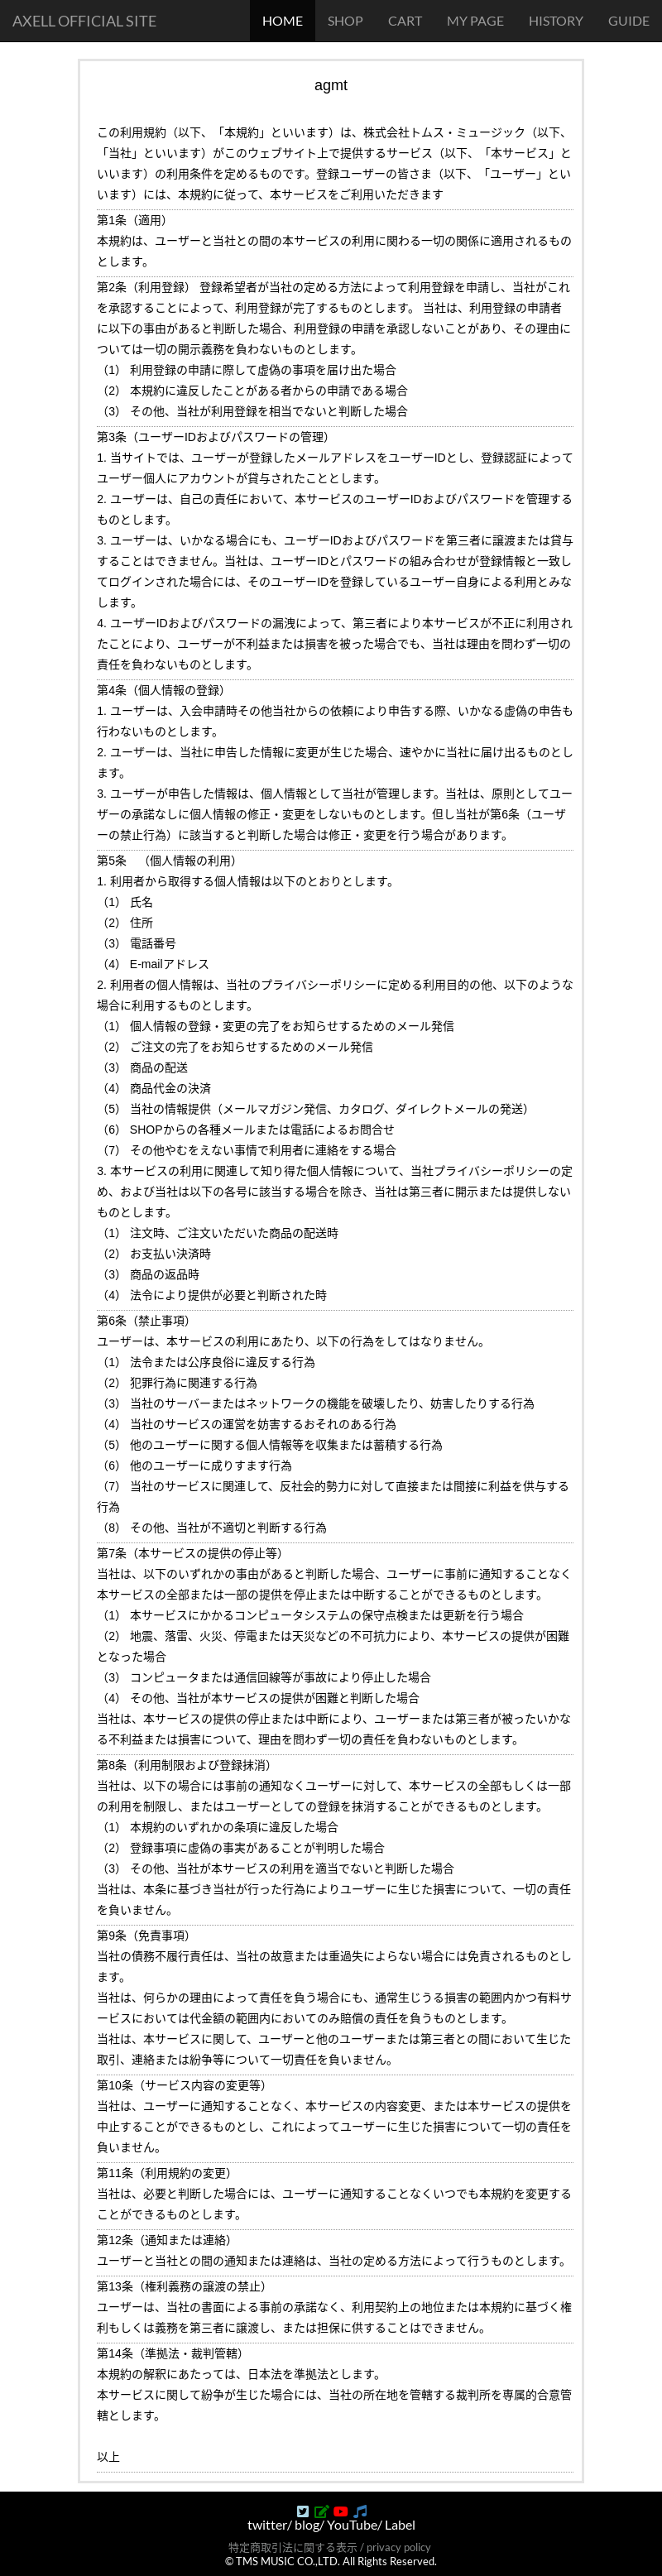 AXELL OFFICIAL SITE
HOME SHOP CART MY PAGE HISTORY GUIDE
agmt
この利用規約（以下、「本規約」といいます）は、株式会社トムス・ミュージック（以下、
「当社」といいます）がこのウェブサイト上で提供するサービス（以下、「本サービス」と
いいます）の利用条件を定めるものです。登録ユーザーの皆さま（以下、「ユーザー」とい
います）には、本規約に従って、本サービスをご利用いただきます
第1条（適用）
本規約は、ユーザーと当社との間の本サービスの利用に関わる一切の関係に適用されるもの
とします。
第2条（利用登録） 登録希望者が当社の定める方法によって利用登録を申請し、当社がこれ
を承認することによって、利用登録が完了するものとします。 当社は、利用登録の申請者
に以下の事由があると判断した場合、利用登録の申請を承認しないことがあり、その理由に
ついては一切の開示義務を負わないものとします。
（1） 利用登録の申請に際して虚偽の事項を届け出た場合
（2） 本規約に違反したことがある者からの申請である場合
（3） その他、当社が利用登録を相当でないと判断した場合
第3条（ユーザーIDおよびパスワードの管理）
1. 当サイトでは、ユーザーが登録したメールアドレスをユーザーIDとし、登録認証によって
ユーザー個人にアカウントが貸与されたこととします。
2. ユーザーは、自己の責任において、本サービスのユーザーIDおよびパスワードを管理する
ものとします。
3. ユーザーは、いかなる場合にも、ユーザーIDおよびパスワードを第三者に譲渡または貸与
することはできません。当社は、ユーザーIDとパスワードの組み合わせが登録情報と一致し
てログインされた場合には、そのユーザーIDを登録しているユーザー自身による利用とみな
します。
4. ユーザーIDおよびパスワードの漏洩によって、第三者により本サービスが不正に利用され
たことにより、ユーザーが不利益または損害を被った場合でも、当社は理由を問わず一切の
責任を負わないものとします。
第4条（個人情報の登録）
1. ユーザーは、入会申請時その他当社からの依頼により申告する際、いかなる虚偽の申告も
行わないものとします。
2. ユーザーは、当社に申告した情報に変更が生じた場合、速やかに当社に届け出るものとし
ます。
3. ユーザーが申告した情報は、個人情報として当社が管理します。当社は、原則としてユー
ザーの承諾なしに個人情報の修正・変更をしないものとします。但し当社が第6条（ユーザ
ーの禁止行為）に該当すると判断した場合は修正・変更を行う場合があります。
第5条　（個人情報の利用）
1. 利用者から取得する個人情報は以下のとおりとします。
（1） 氏名
（2） 住所
（3） 電話番号
（4） E-mailアドレス
2. 利用者の個人情報は、当社のプライバシーポリシーに定める利用目的の他、以下のような
場合に利用するものとします。
（1） 個人情報の登録・変更の完了をお知らせするためのメール発信
（2） ご注文の完了をお知らせするためのメール発信
（3） 商品の配送
（4） 商品代金の決済
（5） 当社の情報提供（メールマガジン発信、カタログ、ダイレクトメールの発送）
（6） SHOPからの各種メールまたは電話によるお問合せ
（7） その他やむをえない事情で利用者に連絡をする場合
3. 本サービスの利用に関連して知り得た個人情報について、当社プライバシーポリシーの定
め、および当社は以下の各号に該当する場合を除き、当社は第三者に開示または提供しない
ものとします。
（1） 注文時、ご注文いただいた商品の配送時
（2） お支払い決済時
（3） 商品の返品時
（4） 法令により提供が必要と判断された時
第6条（禁止事項）
ユーザーは、本サービスの利用にあたり、以下の行為をしてはなりません。
（1） 法令または公序良俗に違反する行為
（2） 犯罪行為に関連する行為
（3） 当社のサーバーまたはネットワークの機能を破壊したり、妨害したりする行為
（4） 当社のサービスの運営を妨害するおそれのある行為
（5） 他のユーザーに関する個人情報等を収集または蓄積する行為
（6） 他のユーザーに成りすます行為
（7） 当社のサービスに関連して、反社会的勢力に対して直接または間接に利益を供与する
行為
（8） その他、当社が不適切と判断する行為
第7条（本サービスの提供の停止等）
当社は、以下のいずれかの事由があると判断した場合、ユーザーに事前に通知することなく
本サービスの全部または一部の提供を停止または中断することができるものとします。
（1） 本サービスにかかるコンピュータシステムの保守点検または更新を行う場合
（2） 地震、落雷、火災、停電または天災などの不可抗力により、本サービスの提供が困難
となった場合
（3） コンピュータまたは通信回線等が事故により停止した場合
（4） その他、当社が本サービスの提供が困難と判断した場合
当社は、本サービスの提供の停止または中断により、ユーザーまたは第三者が被ったいかな
る不利益または損害について、理由を問わず一切の責任を負わないものとします。
第8条（利用制限および登録抹消）
当社は、以下の場合には事前の通知なくユーザーに対して、本サービスの全部もしくは一部
の利用を制限し、またはユーザーとしての登録を抹消することができるものとします。
（1） 本規約のいずれかの条項に違反した場合
（2） 登録事項に虚偽の事実があることが判明した場合
（3） その他、当社が本サービスの利用を適当でないと判断した場合
当社は、本条に基づき当社が行った行為によりユーザーに生じた損害について、一切の責任
を負いません。
第9条（免責事項）
当社の債務不履行責任は、当社の故意または重過失によらない場合には免責されるものとし
ます。
当社は、何らかの理由によって責任を負う場合にも、通常生じうる損害の範囲内かつ有料サ
ービスにおいては代金額の範囲内においてのみ賠償の責任を負うものとします。
当社は、本サービスに関して、ユーザーと他のユーザーまたは第三者との間において生じた
取引、連絡または紛争等について一切責任を負いません。
第10条（サービス内容の変更等）
当社は、ユーザーに通知することなく、本サービスの内容変更、または本サービスの提供を
中止することができるものとし、これによってユーザーに生じた損害について一切の責任を
負いません。
第11条（利用規約の変更）
当社は、必要と判断した場合には、ユーザーに通知することなくいつでも本規約を変更する
ことができるものとします。
第12条（通知または連絡）
ユーザーと当社との間の通知または連絡は、当社の定める方法によって行うものとします。
第13条（権利義務の譲渡の禁止）
ユーザーは、当社の書面による事前の承諾なく、利用契約上の地位または本規約に基づく権
利もしくは義務を第三者に譲渡し、または担保に供することはできません。
第14条（準拠法・裁判管轄）
本規約の解釈にあたっては、日本法を準拠法とします。
本サービスに関して紛争が生じた場合には、当社の所在地を管轄する裁判所を専属的合意管
轄とします。
以上
twitter/ blog/ YouTube/ Label
特定商取引法に関する表示 / privacy policy
© TMS MUSIC CO.,LTD. All Rights Reserved.